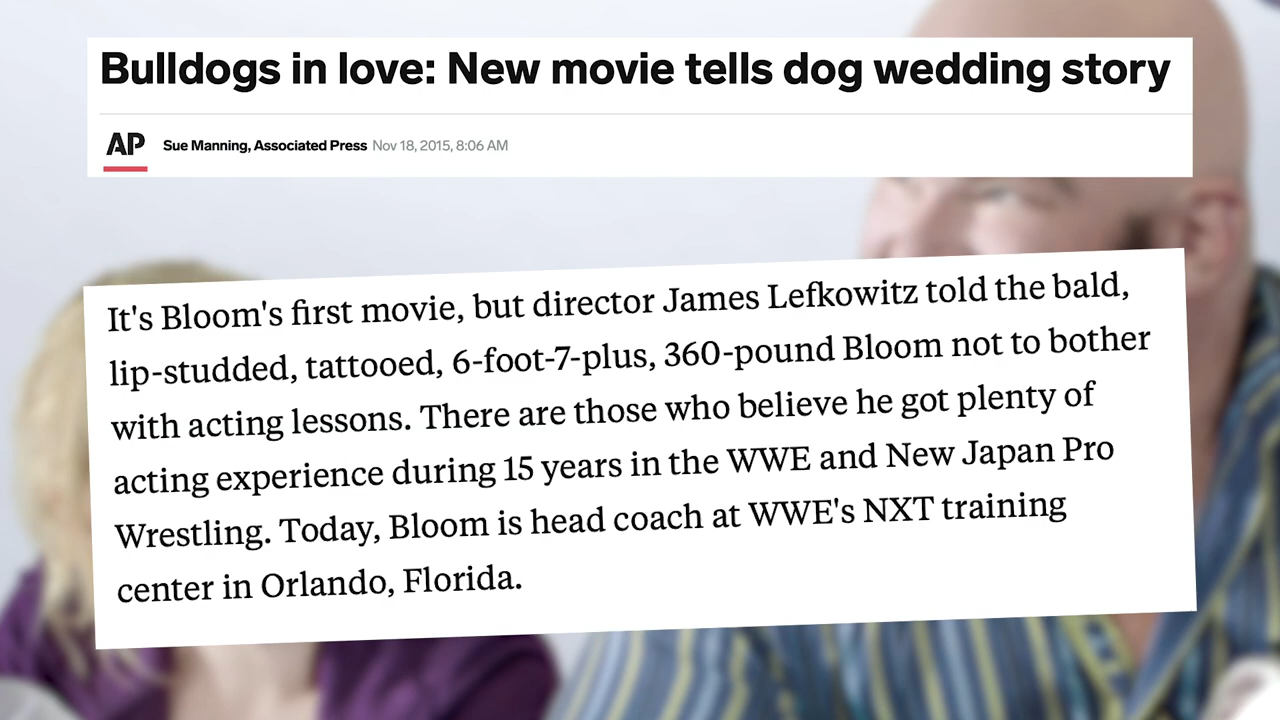 Bulldogs in love: New movie tells dog wedding story
AP Sue Manning, Associated Press Nov 18, 2015, 8:06 AM
It's Bloom's first movie, but director James Lefkowitz told the bald,
lip-studded, tattooed, 6-foot-7-plus, 360-pound Bloom not to bother
with acting lessons. There are those who believe he got plenty of
acting experience during 15 years in the WWE and New Japan Pro
Wrestling. Today, Bloom is head coach at WWE's NXT training
center in Orlando, Florida.